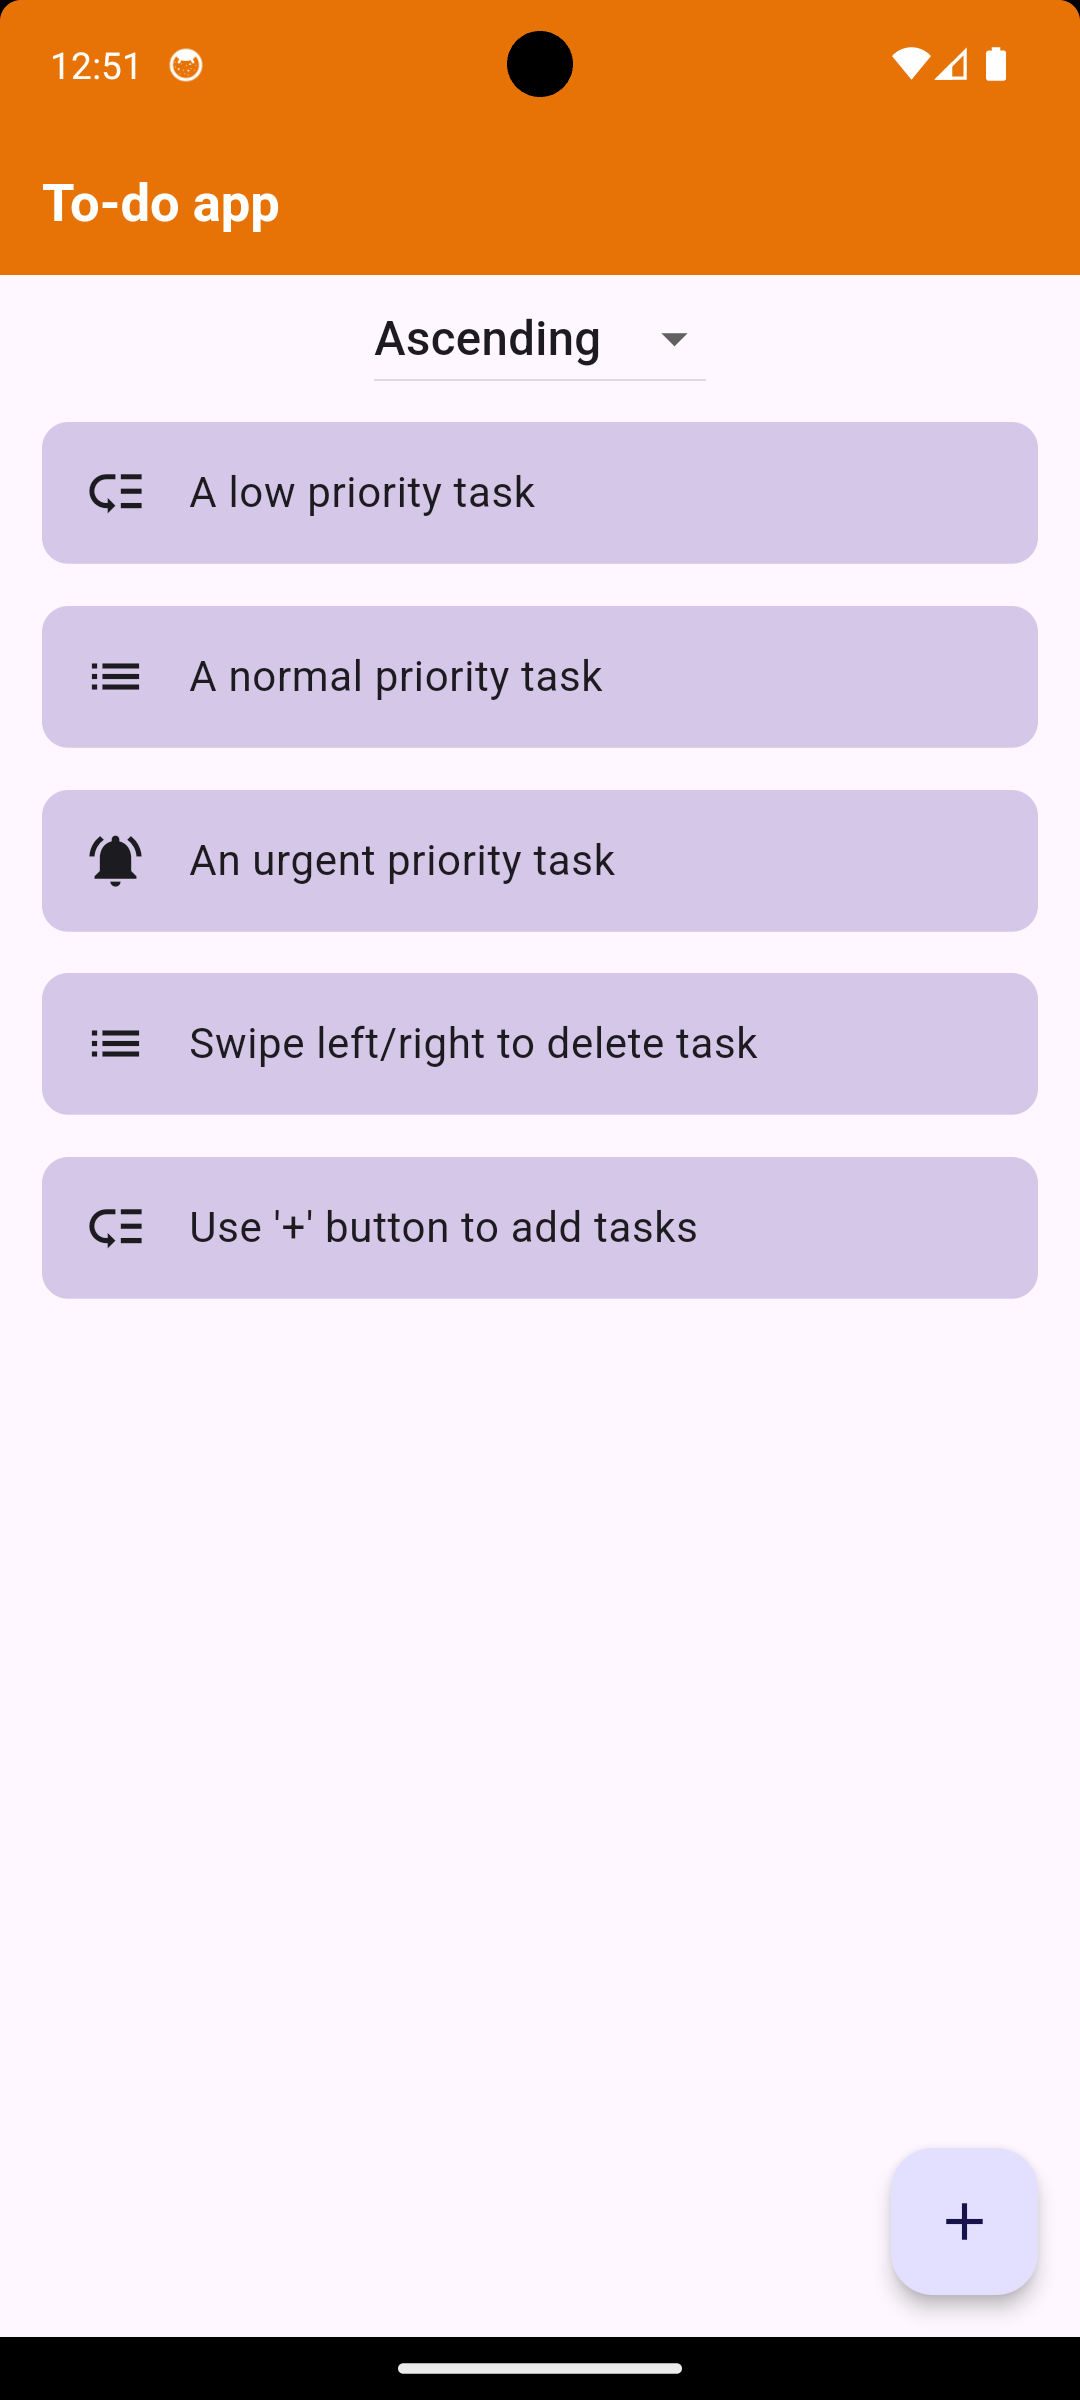 12:51
To-do app
Ascending
A low priority task
A normal priority task
An urgent priority task
Swipe left/right to delete task
Use '+' button to add tasks